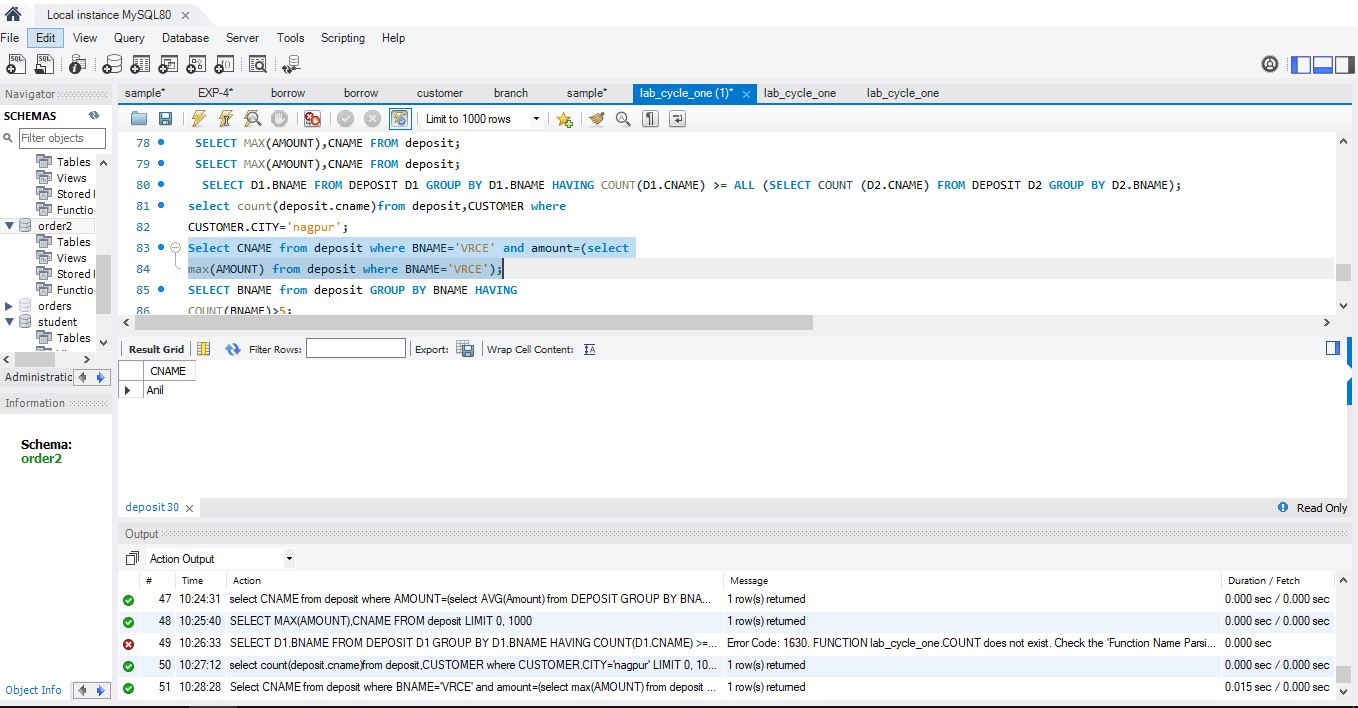 Local instance MySQL80
File Edit View Query Database Server Tools Scripting Help
Navigator
SCHEMAS
Filter objects
Tables
Views
Stored
Functio
order2
Tables
Views
Stored
Functio
orders
student
Tables
Administratic
Information
Schema:
order2
Object Info
sample* EXP-4* borrow borrow customer branch sample* lab_cycle_one (1)* lab_cycle_one lab_cycle_one
Limit to 1000 rows
78 SELECT MAX(AMOUNT),CNAME FROM deposit;
79 SELECT MAX(AMOUNT),CNAME FROM deposit;
80 SELECT D1.BNAME FROM DEPOSIT D1 GROUP BY D1.BNAME HAVING COUNT(D1.CNAME) >= ALL (SELECT COUNT (D2.CNAME) FROM DEPOSIT D2 GROUP BY D2.BNAME);
81 select count(deposit.cname)from deposit,CUSTOMER where
82 CUSTOMER.CITY='nagpur';
83 Select CNAME from deposit where BNAME='VRCE' and amount=(select
84 max(AMOUNT) from deposit where BNAME='VRCE');
85 SELECT BNAME from deposit GROUP BY BNAME HAVING
86 COUNT(BNAME)>5;
Result Grid Filter Rows: Export: Wrap Cell Content: IA
CNAME
Anil
deposit 30
Read Only
Output
Action Output
# Time Action Message Duration / Fetch
47 10:24:31 select CNAME from deposit where AMOUNT=(select AVG(Amount) from DEPOSIT GROUP BY BNA... 1 row(s) returned 0.000 sec / 0.000 sec
48 10:25:40 SELECT MAX(AMOUNT),CNAME FROM deposit LIMIT 0, 1000 1 row(s) returned 0.000 sec / 0.000 sec
49 10:26:33 SELECT D1.BNAME FROM DEPOSIT D1 GROUP BY D1.BNAME HAVING COUNT(D1.CNAME) >=... Error Code: 1630. FUNCTION lab_cycle_one.COUNT does not exist. Check the 'Function Name Parsi... 0.000 sec
50 10:27:12 select count(deposit.cname)from deposit,CUSTOMER where CUSTOMER.CITY='nagpur' LIMIT 0, 10... 1 row(s) returned 0.000 sec / 0.000 sec
51 10:28:28 Select CNAME from deposit where BNAME='VRCE' and amount=(select max(AMOUNT) from deposit ... 1 row(s) returned 0.015 sec / 0.000 sec